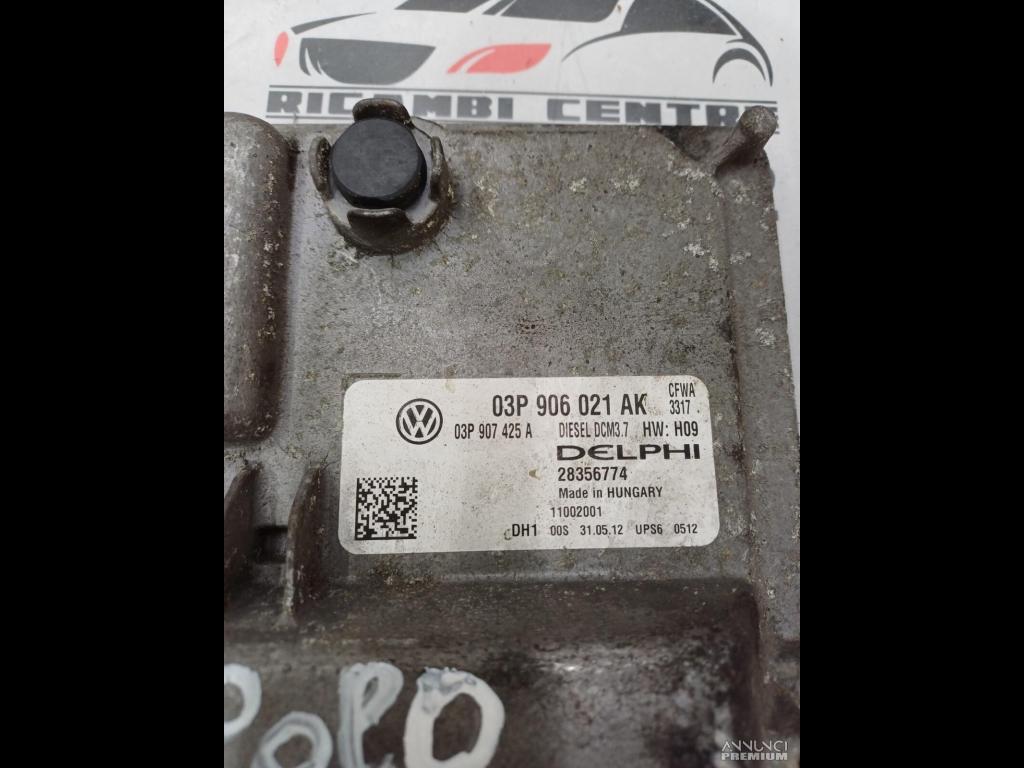 RICAMBI CENTRE
03P 906 021 AK
CFWA
3317
03P 907 425 A DIESEL DCM3.7 HW: H09
DELPHI
28356774
Made in HUNGARY
11002001
DH1 00S 31.05.12 UPS6 0512
POLO
ANNUNCI
PREMIUM